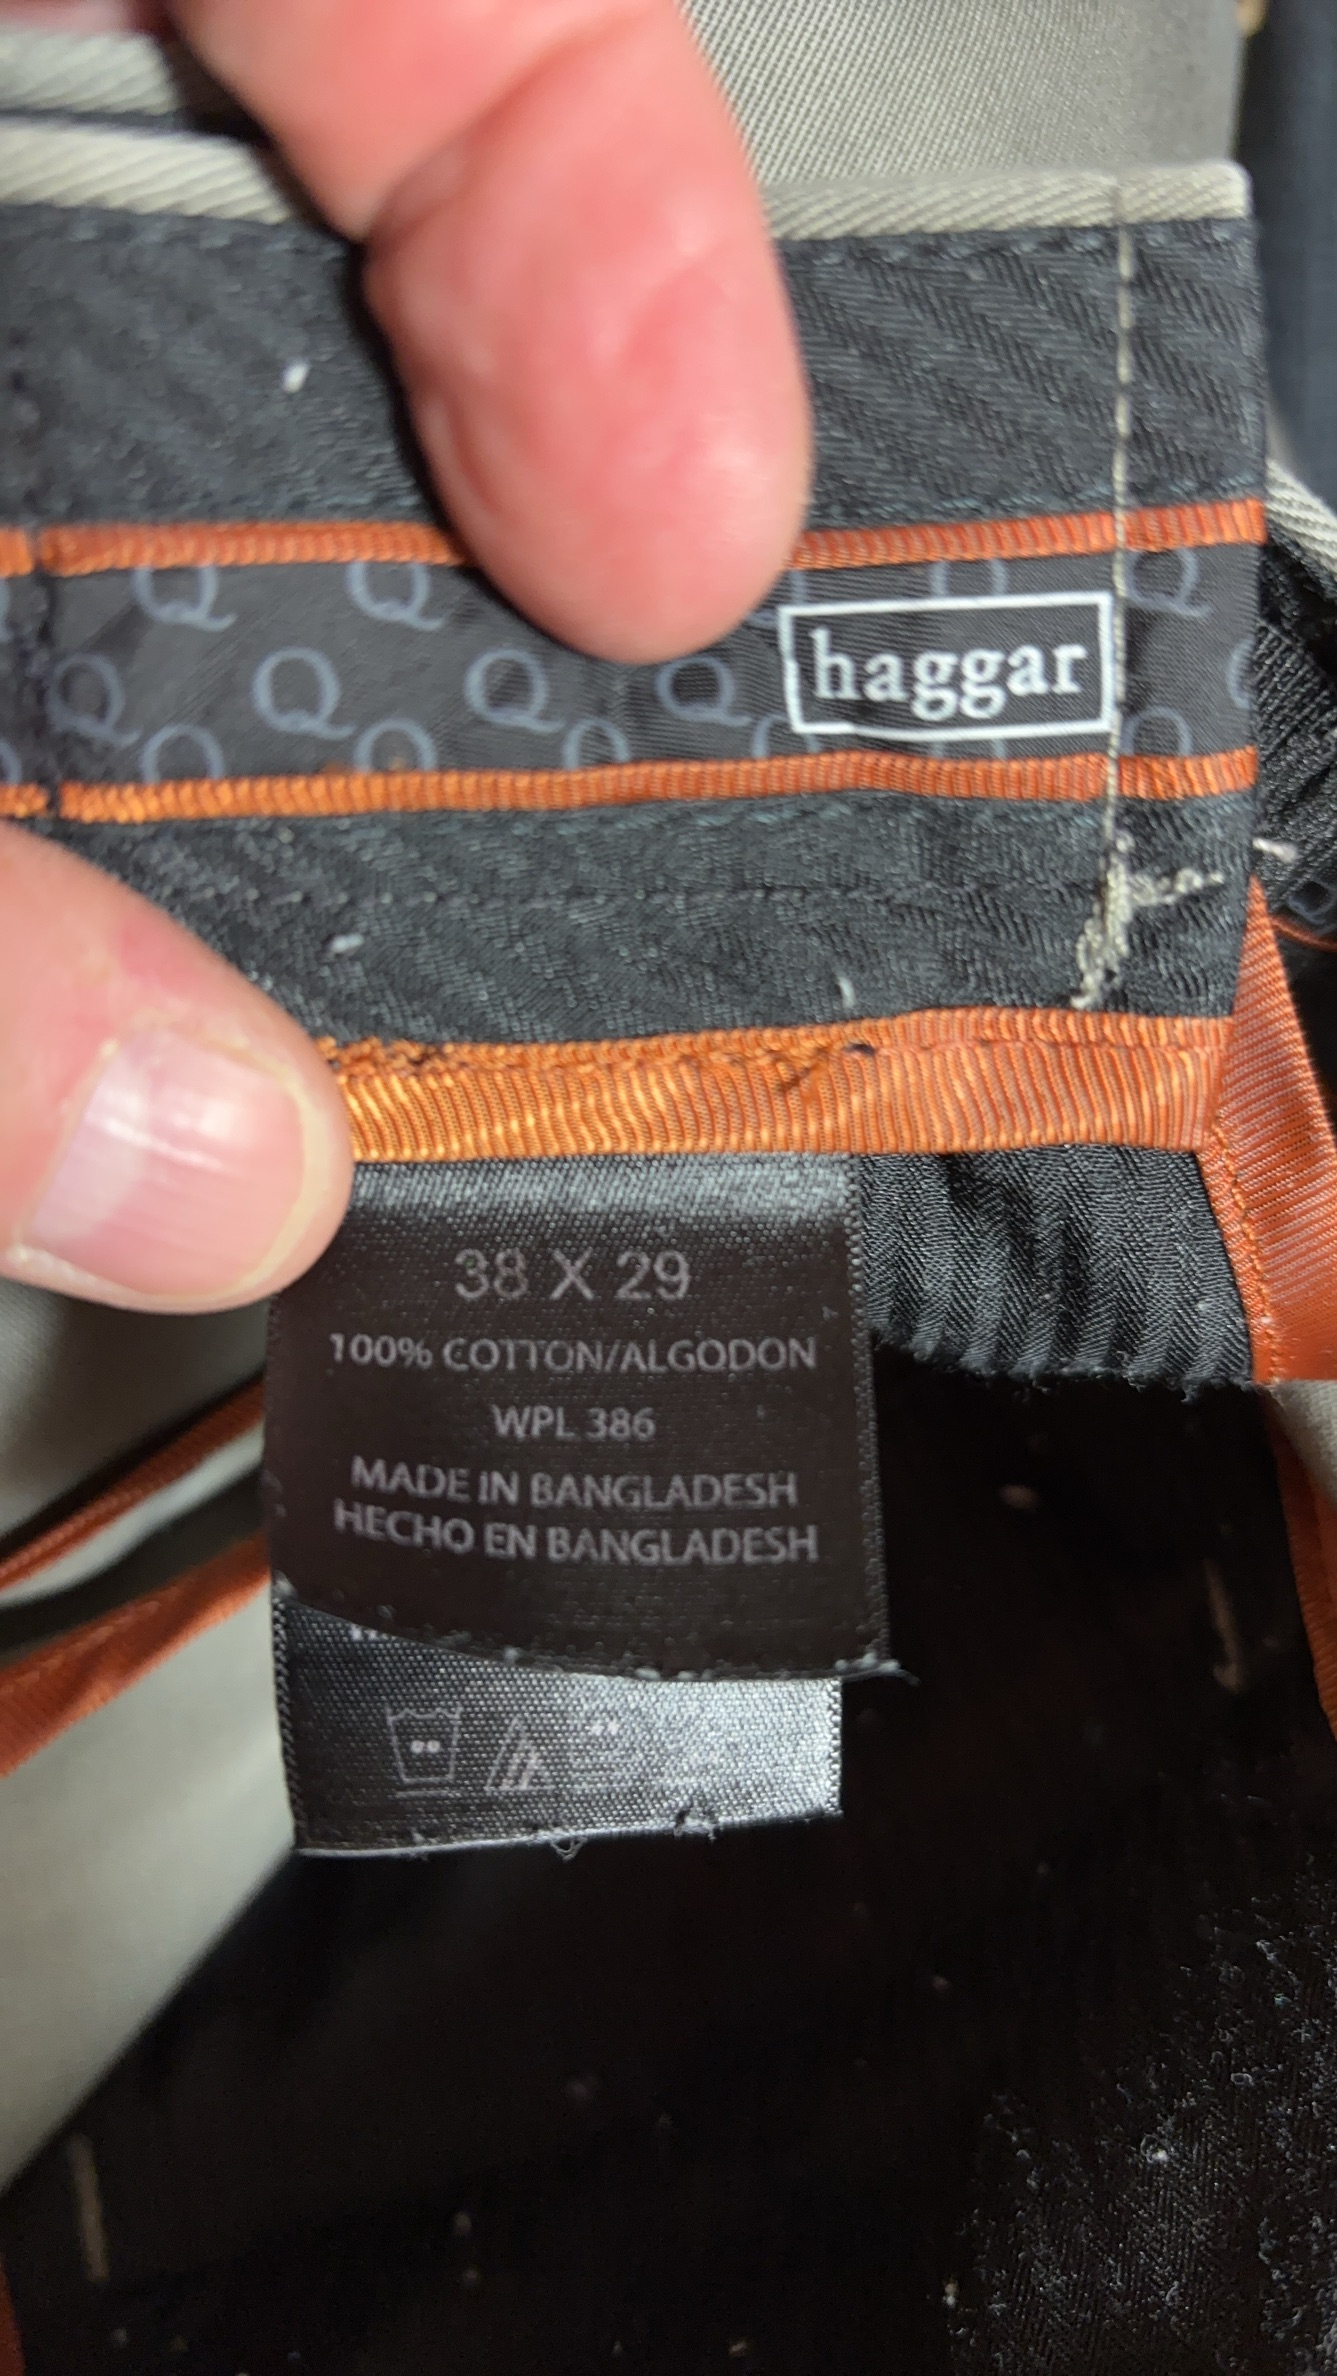 haggar
38 X 29
100% COTTON/ALGODON
WPL 386
MADE IN BANGLADESH
HECHO EN BANGLADESH